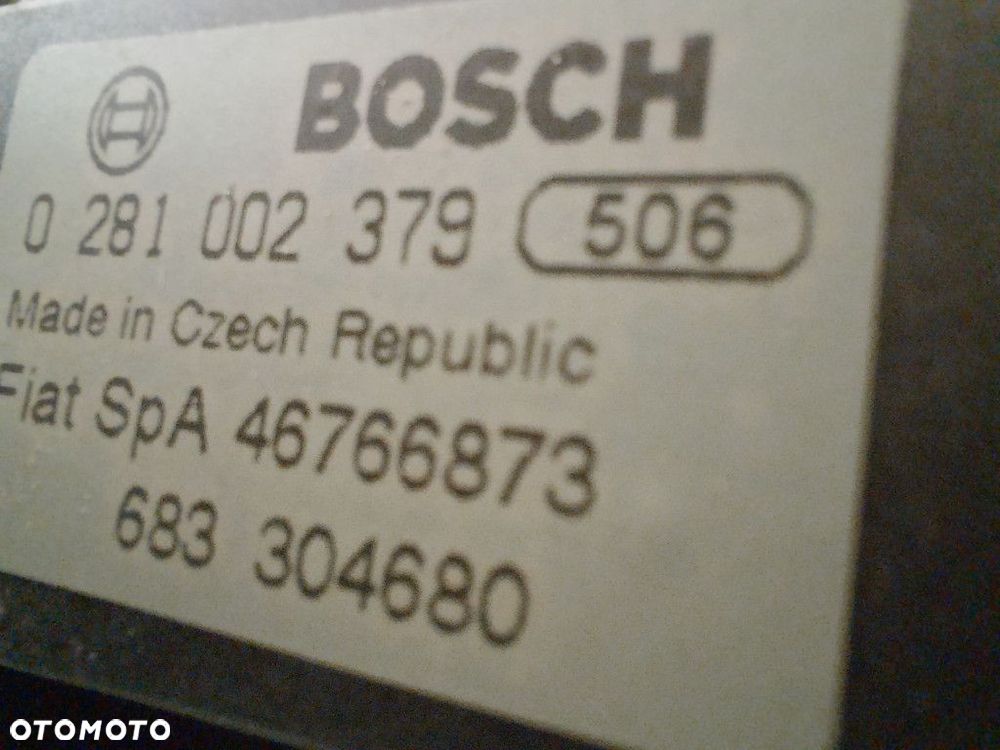 BOSCH
0 281 002 379 506
Made in Czech Republic
Fiat SpA 46766873
683 304680
OTOMOTO